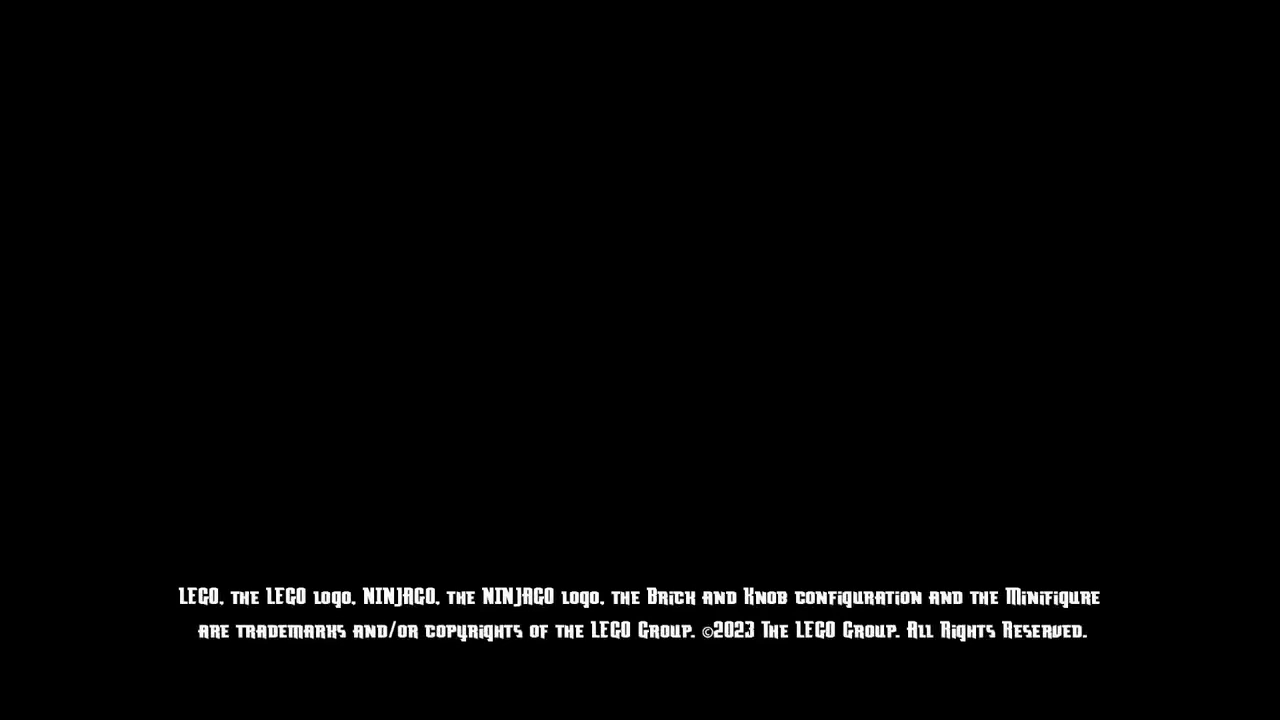 LEGO, the LEGO logo, NINJAGO, the NINJAGO logo, the Brick and Knob configuration and the Minifigure
are trademarks and/or copyrights of the LEGO Group. ©2023 The LEGO Group. All Rights Reserved.